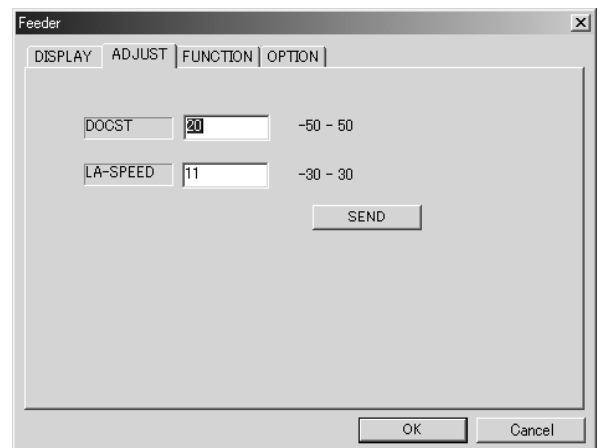 Feeder
DISPLAY ADJUST FUNCTION OPTION
DOCST 20 -50 - 50
LA-SPEED 11 -30 - 30
SEND
OK Cancel